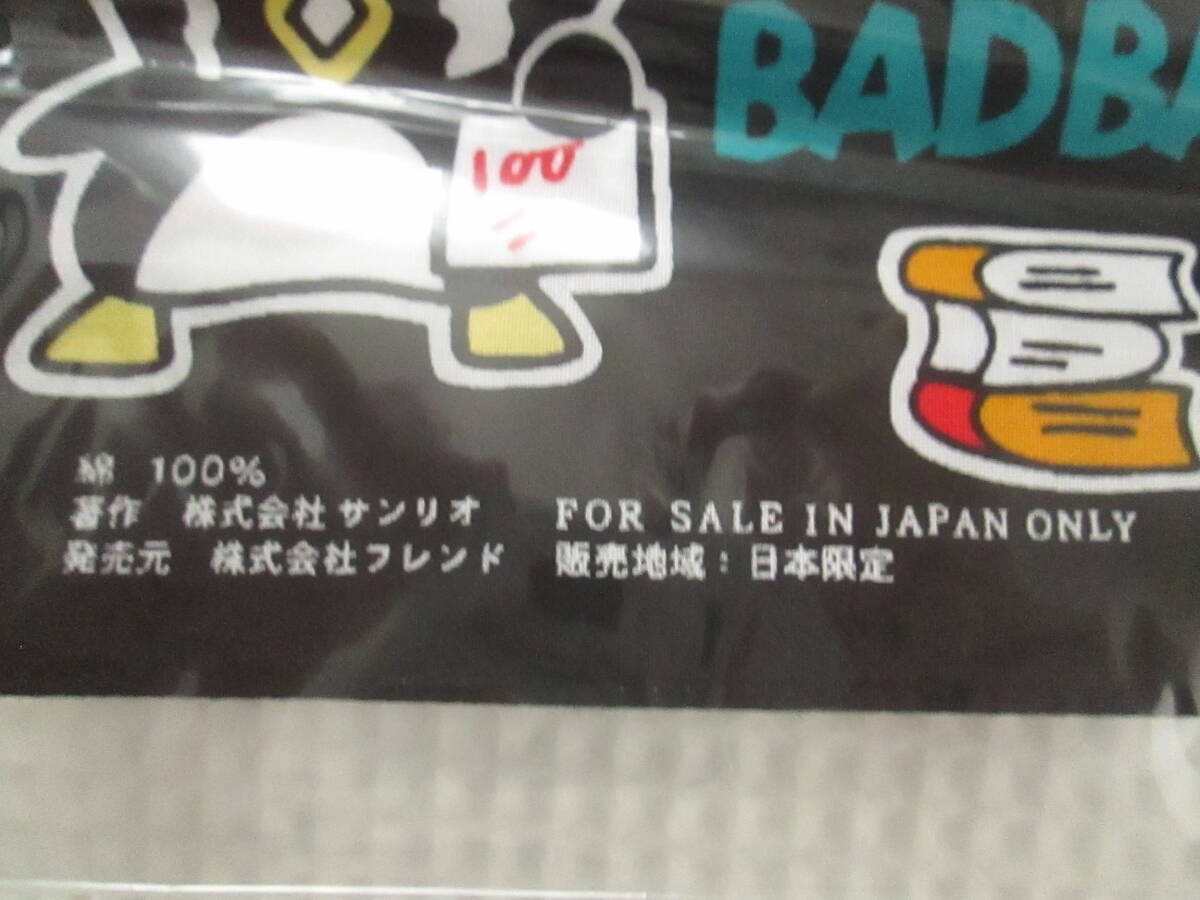 BADBA
100
綿 100%
著作 株式会社サンリオ
発売元 株式会社フレンド
FOR SALE IN JAPAN ONLY
販売地域：日本限定